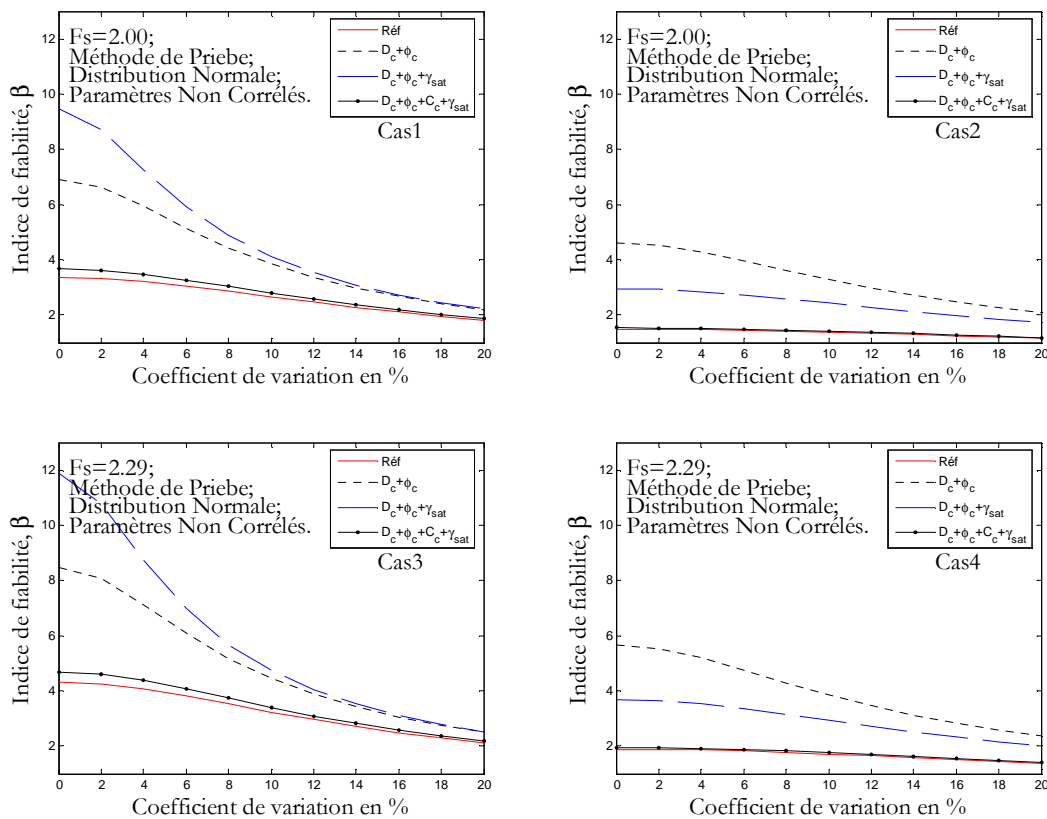 Fs=2.00;
Méthode de Priebe;
Distribution Normale;
Paramètres Non Corrélés.
Réf
D_c+ϕ_c
D_c+ϕ_c+γ_sat
D_c+ϕ_c+C_c+γ_sat
Cas1
12
10
8
6
4
2
0 2 4 6 8 10 12 14 16 18 20
Indice de fiabilité, β
Coefficient de variation en %
Fs=2.00;
Méthode de Priebe;
Distribution Normale;
Paramètres Non Corrélés.
Réf
D_c+ϕ_c
D_c+ϕ_c+γ_sat
D_c+ϕ_c+C_c+γ_sat
Cas2
12
10
8
6
4
2
0 2 4 6 8 10 12 14 16 18 20
Indice de fiabilité, β
Coefficient de variation en %
Fs=2.29;
Méthode de Priebe;
Distribution Normale;
Paramètres Non Corrélés.
Réf
D_c+ϕ_c
D_c+ϕ_c+γ_sat
D_c+ϕ_c+C_c+γ_sat
Cas3
12
10
8
6
4
2
0 2 4 6 8 10 12 14 16 18 20
Indice de fiabilité, β
Coefficient de variation en %
Fs=2.29;
Méthode de Priebe;
Distribution Normale;
Paramètres Non Corrélés.
Réf
D_c+ϕ_c
D_c+ϕ_c+γ_sat
D_c+ϕ_c+C_c+γ_sat
Cas4
12
10
8
6
4
2
0 2 4 6 8 10 12 14 16 18 20
Indice de fiabilité, β
Coefficient de variation en %